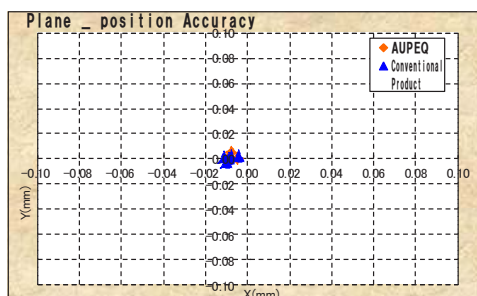 Plane _ position Accuracy
0.10
0.08
0.06
0.04
0.02
0.00
-0.10 -0.08 -0.06 -0.04 -0.02 0.00 0.02 0.04 0.06 0.08 0.10
-0.02
-0.04
-0.06
-0.08
-0.10
Y(mm)
X(mm)
AUPEQ
Conventional
Product